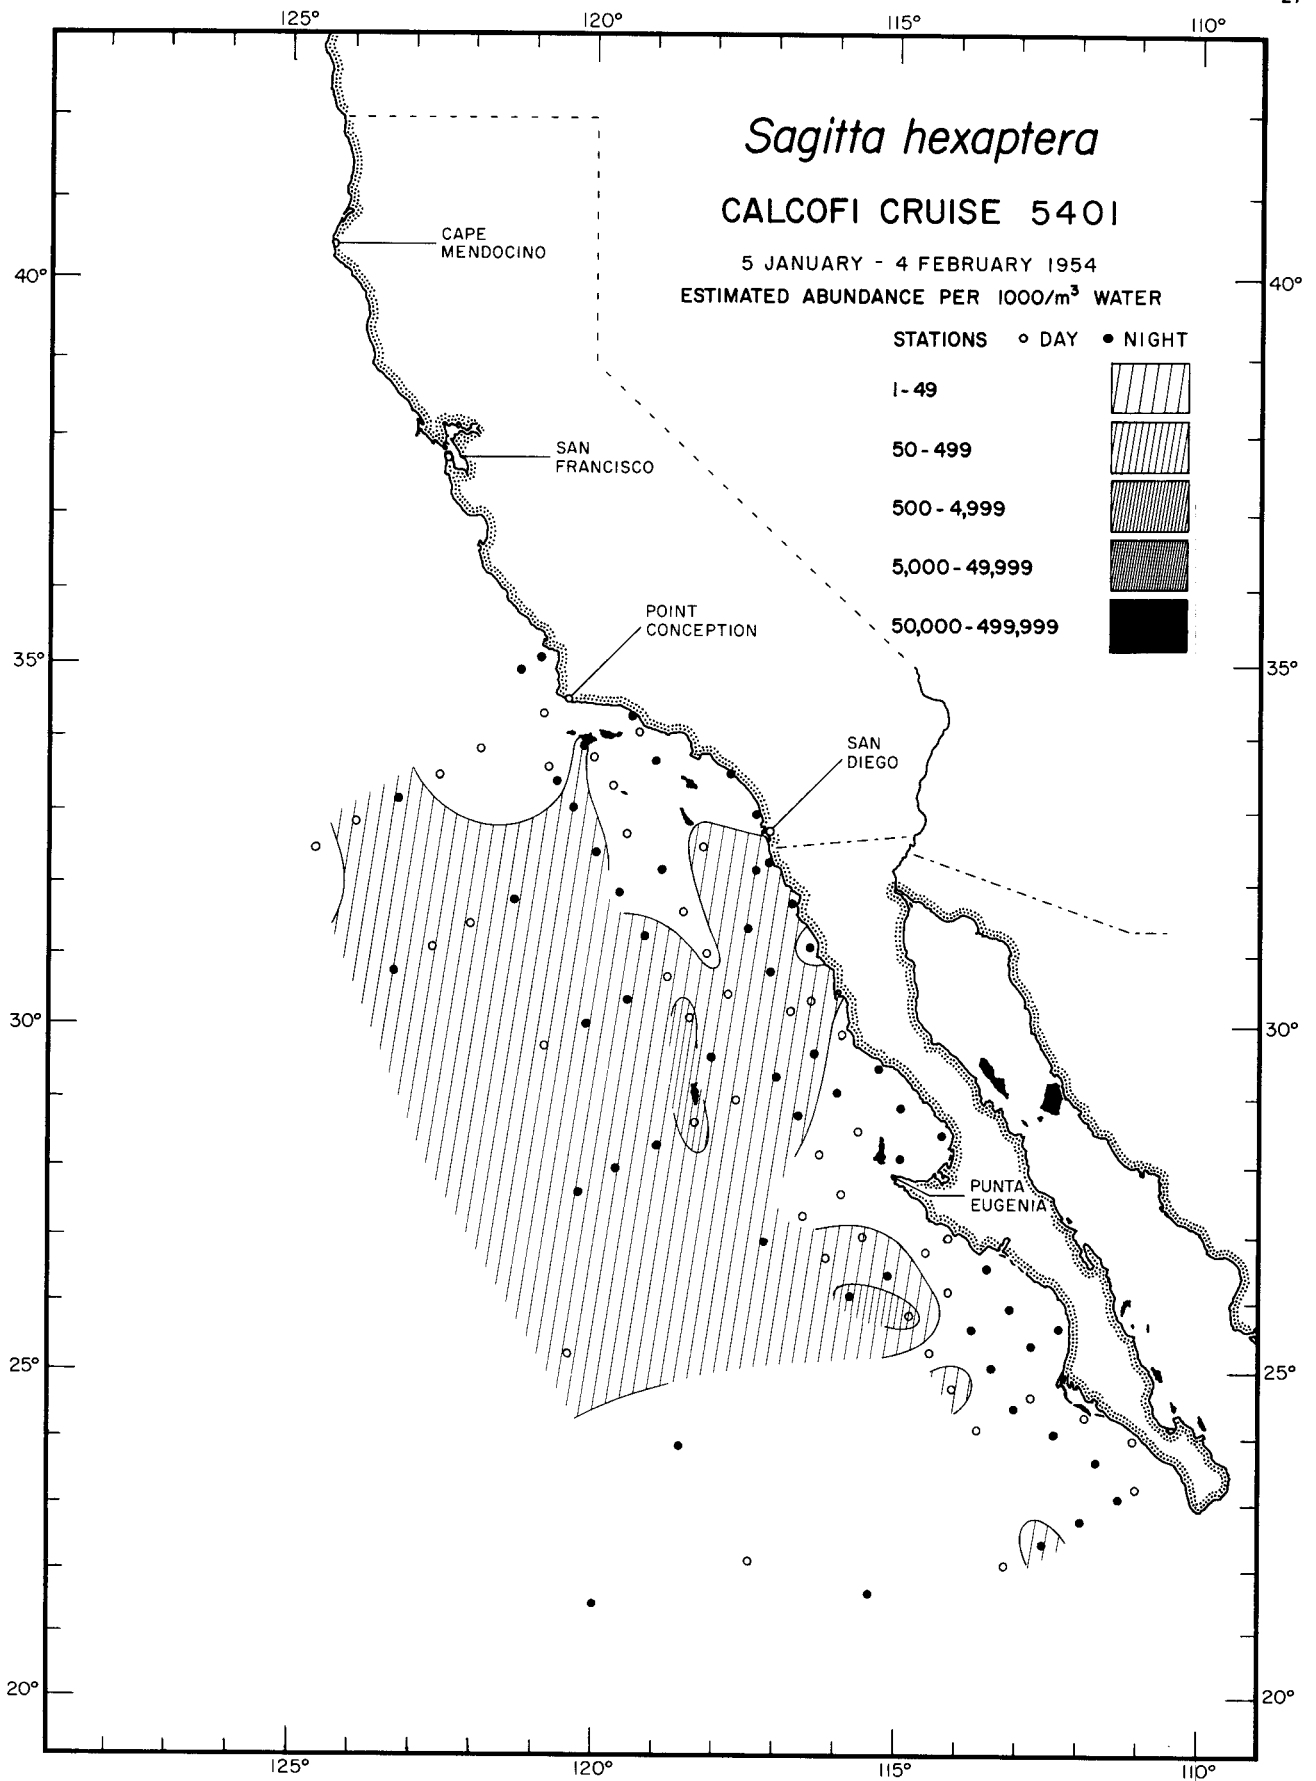 125° 120° 115° 110°
Sagitta hexaptera
CALCOFI CRUISE 5401
5 JANUARY - 4 FEBRUARY 1954
ESTIMATED ABUNDANCE PER 1000/m³ WATER
STATIONS ○ DAY ● NIGHT
1-49
50-499
500-4,999
5,000-49,999
50,000-499,999
CAPE
MENDOCINO
40° 40°
SAN
FRANCISCO
POINT
CONCEPTION
35° 35°
SAN
DIEGO
30° 30°
PUNTA
EUGENIA
25° 25°
20° 20°
125° 120° 115° 110°